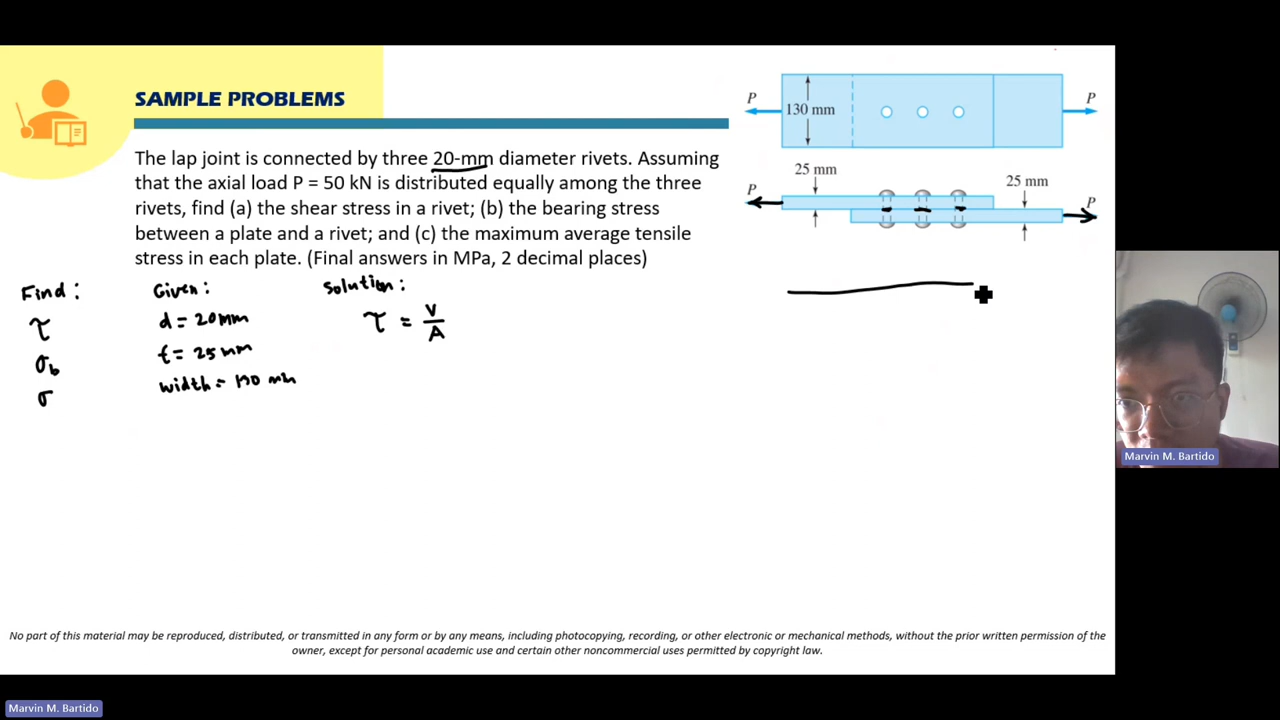 SAMPLE PROBLEMS
The lap joint is connected by three 20-mm diameter rivets. Assuming
that the axial load P = 50 kN is distributed equally among the three
rivets, find (a) the shear stress in a rivet; (b) the bearing stress
between a plate and a rivet; and (c) the maximum average tensile
stress in each plate. (Final answers in MPa, 2 decimal places)
P
130 mm
P
25 mm
25 mm
P
P
Find:
τ
σb
σ
Given:
d = 20mm
t = 25 mm
width = 130 mm
Solution:
τ = V/A
No part of this material may be reproduced, distributed, or transmitted in any form or by any means, including photocopying, recording, or other electronic or mechanical methods, without the prior written permission of the
owner, except for personal academic use and certain other noncommercial uses permitted by copyright law.
Marvin M. Bartido
Marvin M. Bartido